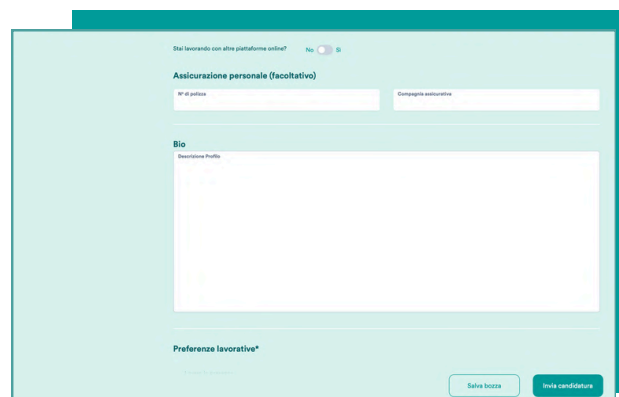 Stai lavorando con altre piattaforme online? No Si
Assicurazione personale (facoltativo)
N° di polizza
Compagnia assicurativa
Bio
Descrizione Profilo
Preferenze lavorative*
Salva bozza
Invia candidatura